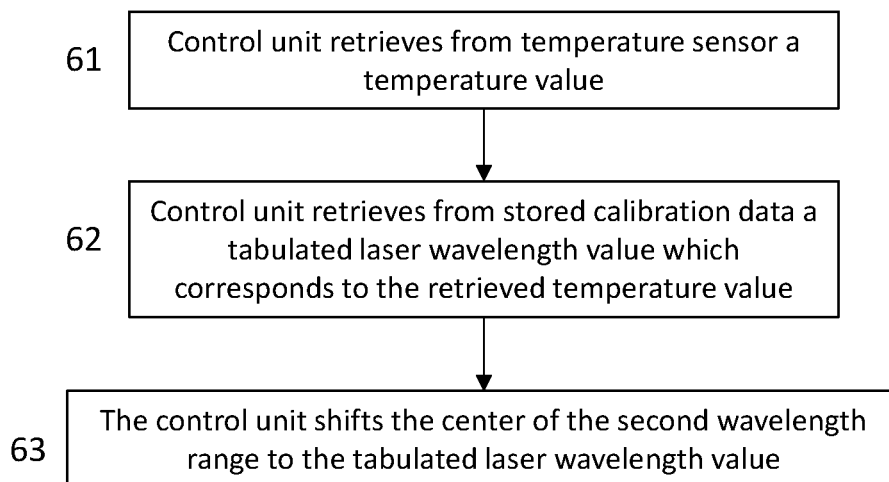 61
Control unit retrieves from temperature sensor a
temperature value
62
Control unit retrieves from stored calibration data a
tabulated laser wavelength value which
corresponds to the retrieved temperature value
63
The control unit shifts the center of the second wavelength
range to the tabulated laser wavelength value